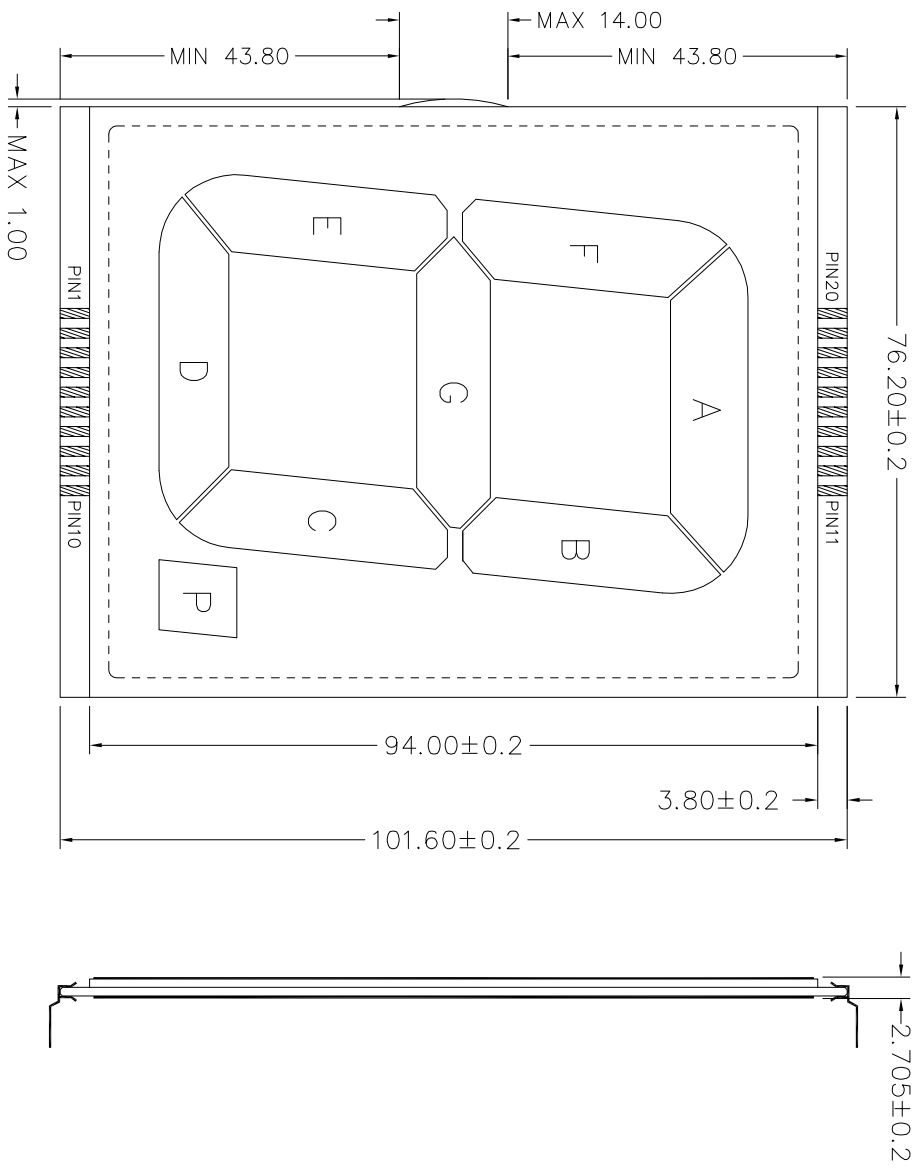 MAX 14.00
MIN 43.80
MIN 43.80
MAX 1.00
E
F
PIN1
PIN20
76.20±0.2
D
G
A
C
B
PIN10
PIN11
P
94.00±0.2
3.80±0.2
101.60±0.2
2.705±0.2